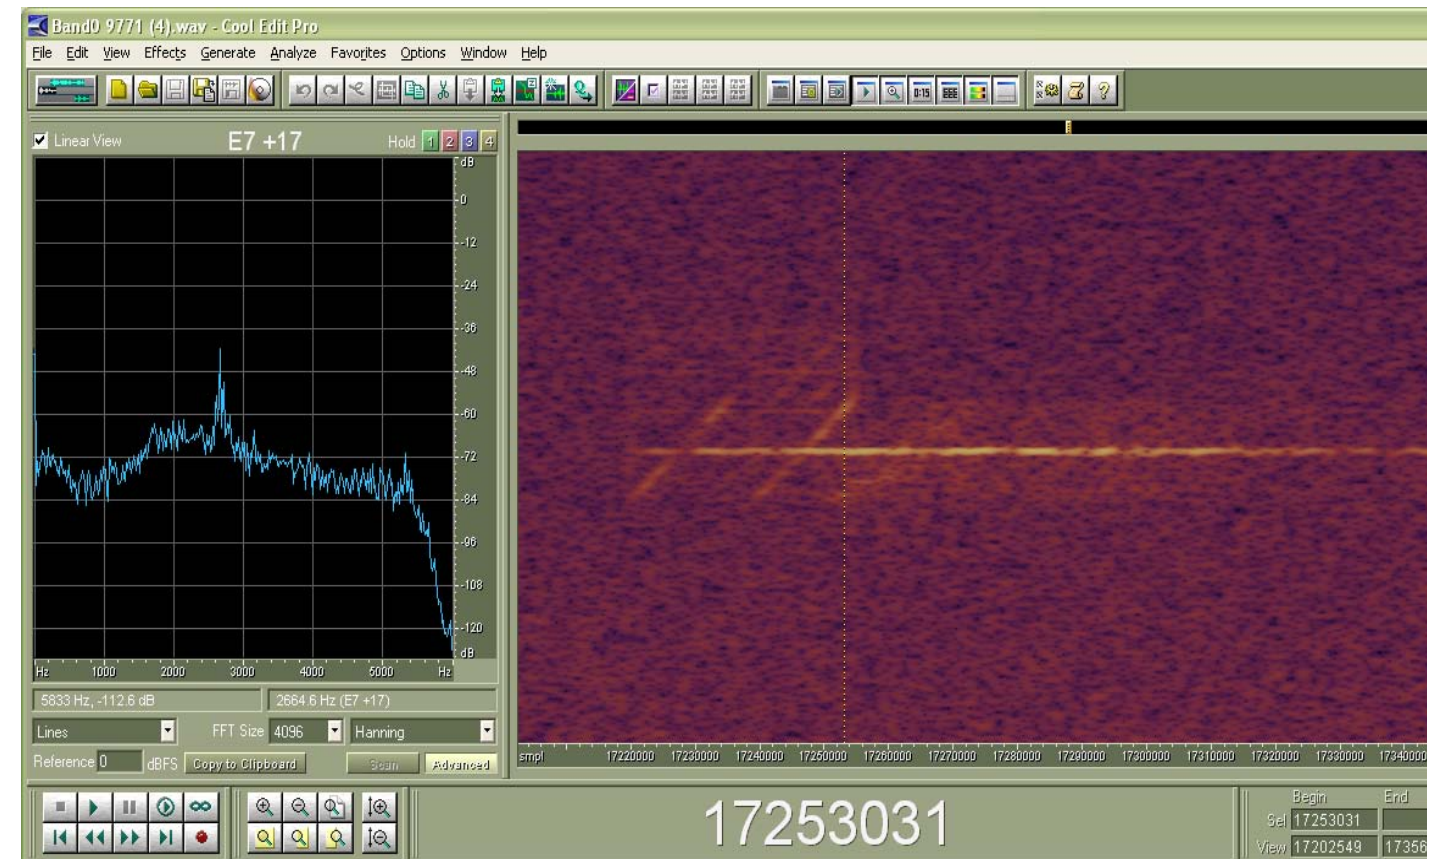 Band0 9771 (4).wav - Cool Edit Pro
File Edit View Effects Generate Analyze Favorites Options Window Help
0:15
Linear View E7 +17 Hold 1 2 3 4
dB
0
-12
-24
-36
-48
-60
-72
-84
-96
-108
-120
dB
Hz 1000 2000 3000 4000 5000 Hz
smpl 17220000 17230000 17240000 17250000 17260000 17270000 17280000 17290000 17300000 17310000 17320000 17330000 17340000
5833 Hz, -112.6 dB 2664.6 Hz (E7 +17)
Lines FFT Size 4096 Hanning
Reference 0 dBFS Copy to Clipboard Scan Advanced
17253031
Begin End
Sel 17253031
View 17202549 17356